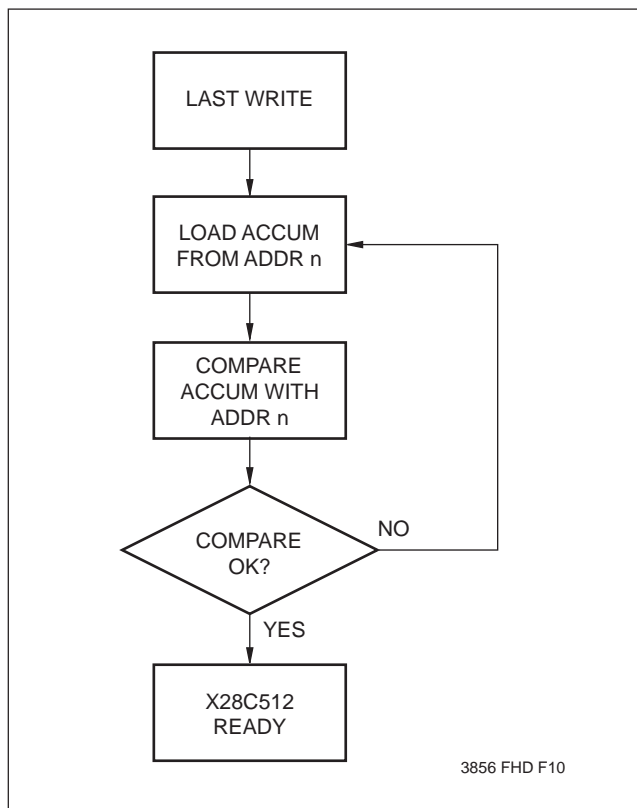 LAST WRITE
LOAD ACCUM
FROM ADDR n
COMPARE
ACCUM WITH
ADDR n
COMPARE
OK?
NO
YES
X28C512
READY
3856 FHD F10